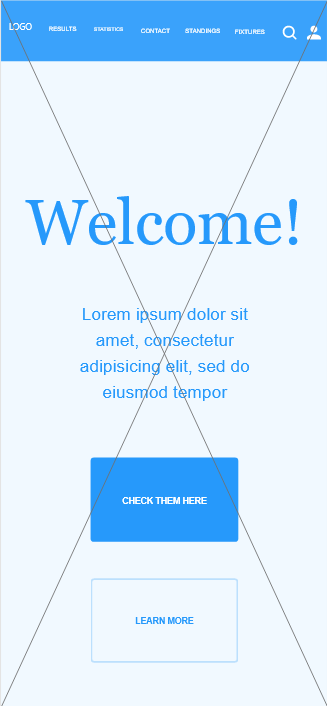 LOGO
RESULTS STATISTICS CONTACT STANDINGS FIXTURES
Welcome!
Lorem ipsum dolor sit
amet, consectetur
adipisicing elit, sed do
eiusmod tempor
CHECK THEM HERE
LEARN MORE